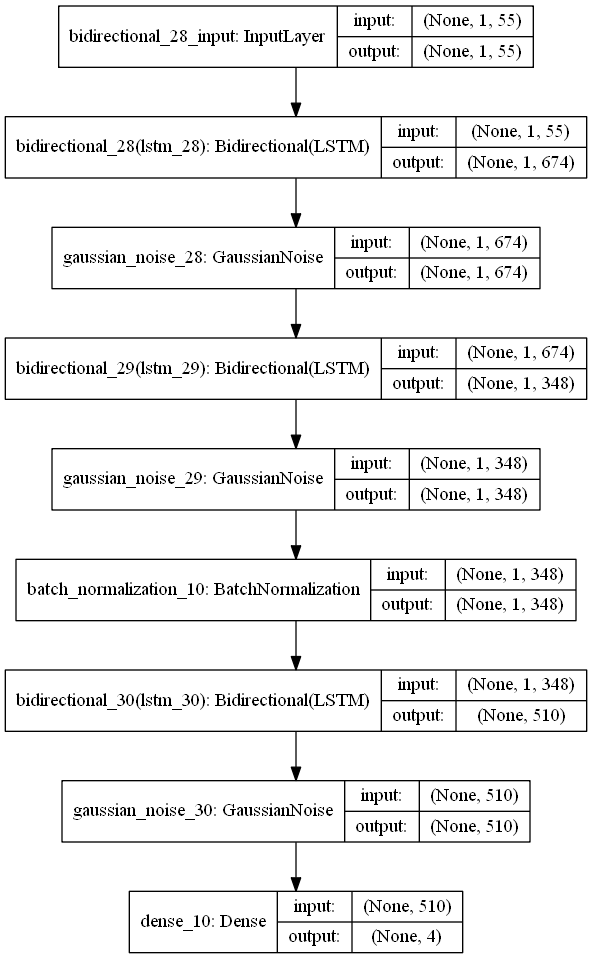 bidirectional_28_input: InputLayer
input: (None, 1, 55)
output: (None, 1, 55)
bidirectional_28(lstm_28): Bidirectional(LSTM)
input: (None, 1, 55)
output: (None, 1, 674)
gaussian_noise_28: GaussianNoise
input: (None, 1, 674)
output: (None, 1, 674)
bidirectional_29(lstm_29): Bidirectional(LSTM)
input: (None, 1, 674)
output: (None, 1, 348)
gaussian_noise_29: GaussianNoise
input: (None, 1, 348)
output: (None, 1, 348)
batch_normalization_10: BatchNormalization
input: (None, 1, 348)
output: (None, 1, 348)
bidirectional_30(lstm_30): Bidirectional(LSTM)
input: (None, 1, 348)
output: (None, 510)
gaussian_noise_30: GaussianNoise
input: (None, 510)
output: (None, 510)
dense_10: Dense
input: (None, 510)
output: (None, 4)